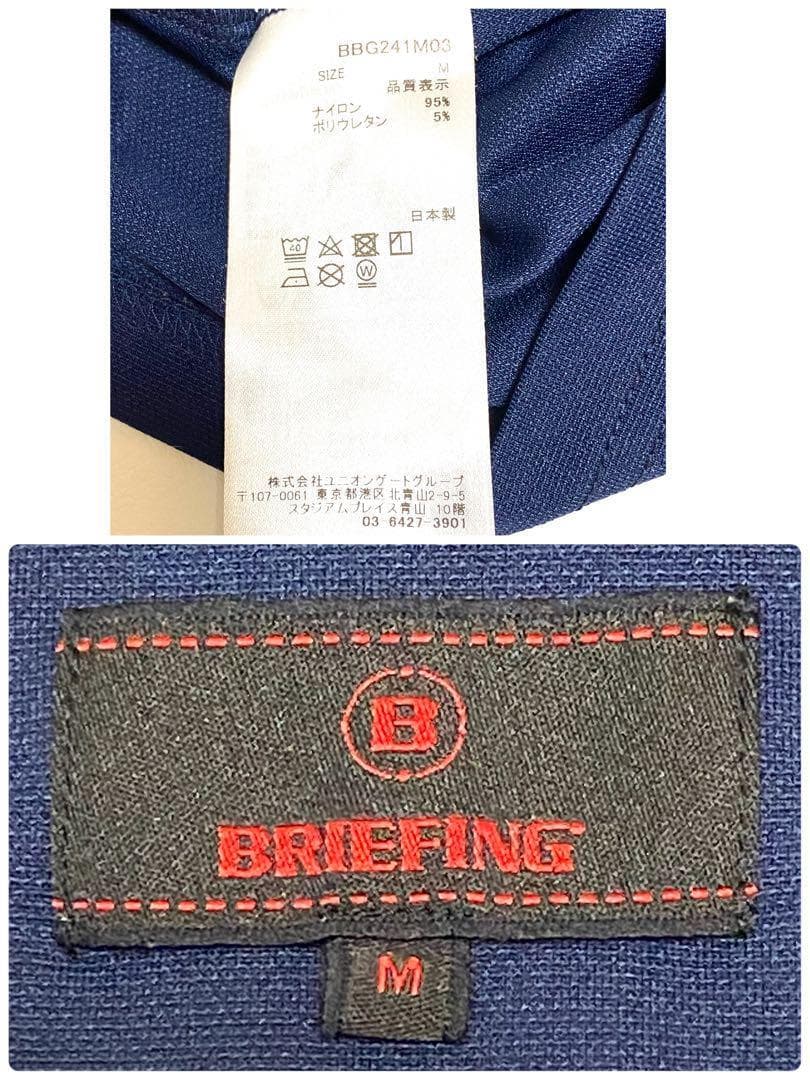 BBG241M03
SIZE M
品質表示
ナイロン 95%
ポリウレタン 5%
日本製
40
W
株式会社ユニオンゲートグループ
〒107-0061 東京都港区北青山2-9-5
スタジアムプレイス青山 10階
03-6427-3901
B
BRIEFING
M